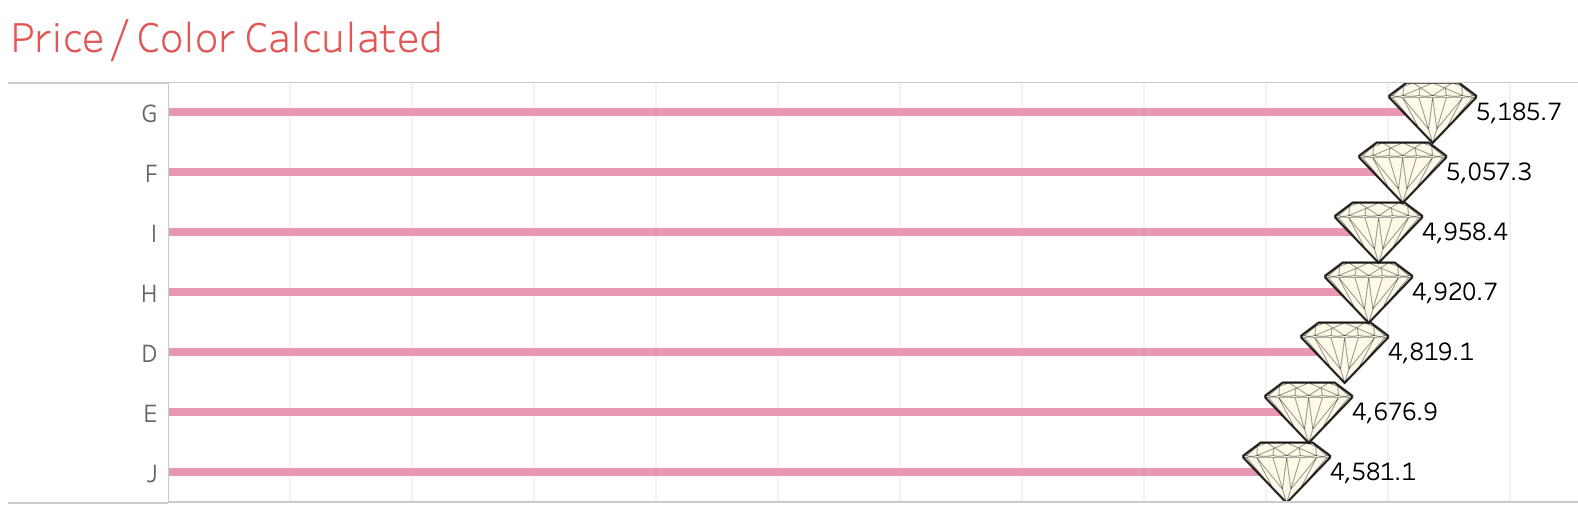 Price / Color Calculated
G 5,185.7
F 5,057.3
I 4,958.4
H 4,920.7
D 4,819.1
E 4,676.9
J 4,581.1